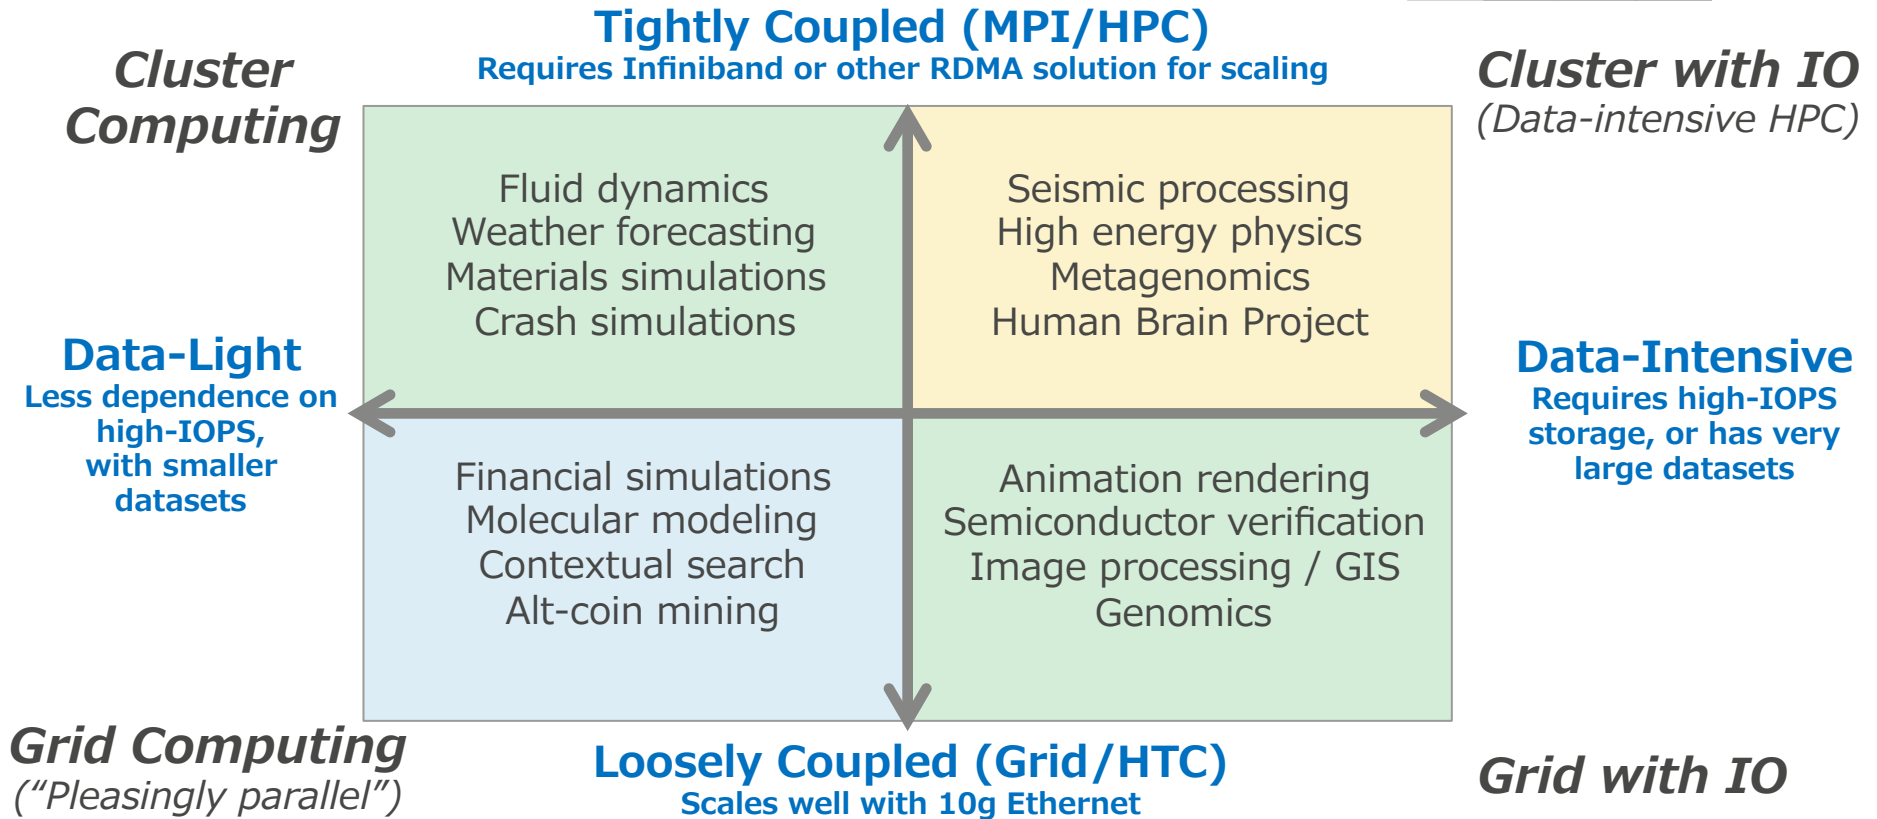 Tightly Coupled (MPI/HPC)
Requires Infiniband or other RDMA solution for scaling
Cluster
Computing
Cluster with IO
(Data-intensive HPC)
Fluid dynamics
Weather forecasting
Materials simulations
Crash simulations
Seismic processing
High energy physics
Metagenomics
Human Brain Project
Data-Light
Less dependence on
high-IOPS,
with smaller
datasets
Data-Intensive
Requires high-IOPS
storage, or has very
large datasets
Financial simulations
Molecular modeling
Contextual search
Alt-coin mining
Animation rendering
Semiconductor verification
Image processing / GIS
Genomics
Grid Computing
(“Pleasingly parallel”)
Loosely Coupled (Grid/HTC)
Scales well with 10g Ethernet
Grid with IO